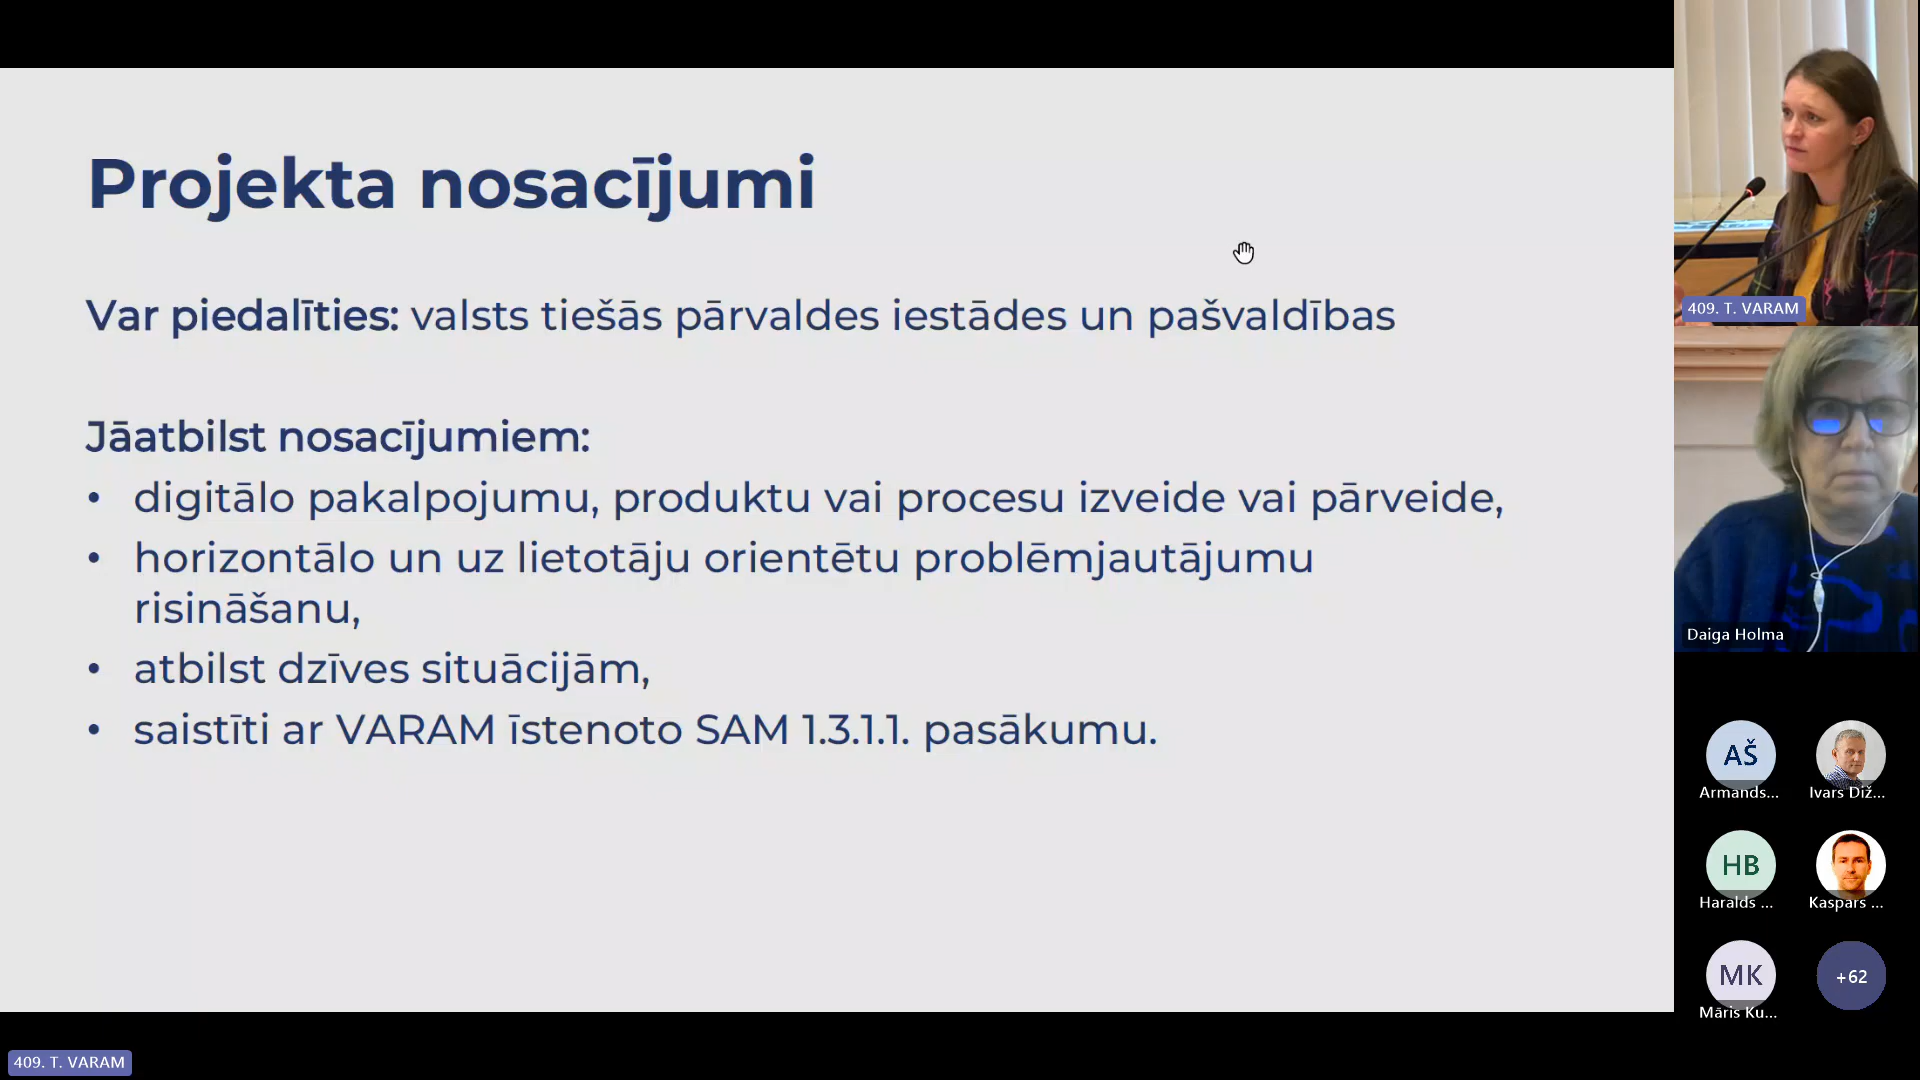 Projekta nosacījumi
Var piedalīties: valsts tiešās pārvaldes iestādes un pašvaldības
Jāatbilst nosacījumiem:
• digitālo pakalpojumu, produktu vai procesu izveide vai pārveide,
• horizontālo un uz lietotāju orientētu problēmjautājumu
risināšanu,
• atbilst dzīves situācijām,
• saistīti ar VARAM īstenoto SAM 1.3.1.1. pasākumu.
409. T. VARAM
Daiga Holma
AŠ
Armands...
Ivars Diž...
HB
Haralds ...
Kaspars ...
MK
Māris Ku...
+62
409. T. VARAM